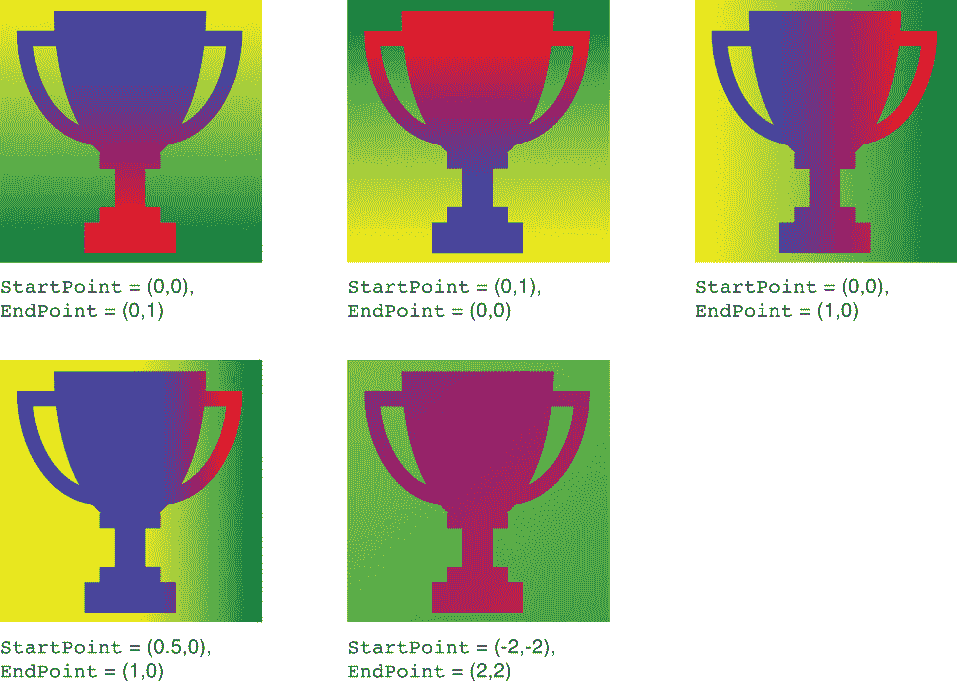 StartPoint = (0,0),
EndPoint = (0,1)
StartPoint = (0,1),
EndPoint = (0,0)
StartPoint = (0,0),
EndPoint = (1,0)
StartPoint = (0.5,0),
EndPoint = (1,0)
StartPoint = (-2,-2),
EndPoint = (2,2)